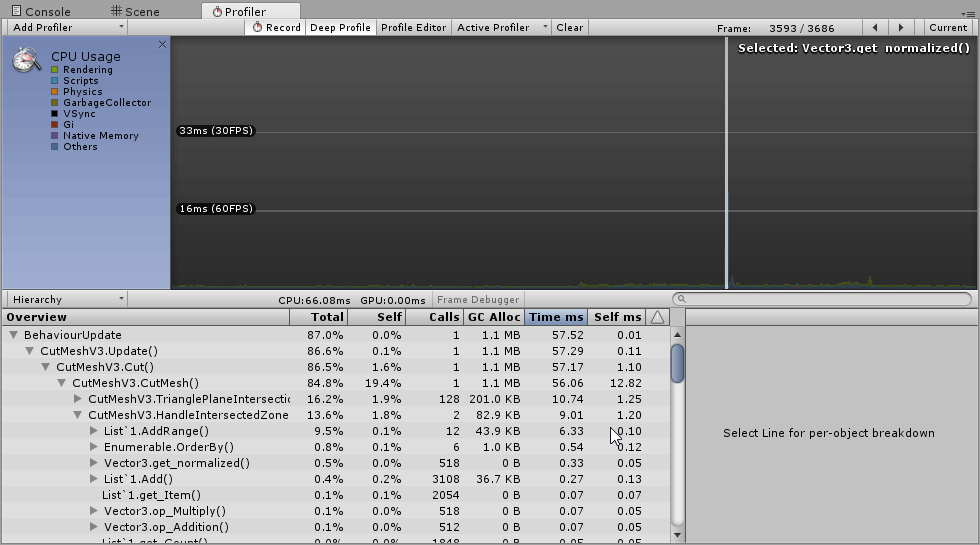 Console Scene Profiler
Add Profiler Record Deep Profile Profile Editor Active Profiler Clear Frame: 3593 / 3686 Current
CPU Usage
Rendering
Scripts
Physics
GarbageCollector
VSync
Gi
Native Memory
Others
Selected: Vector3.get_normalized()
33ms (30FPS)
16ms (60FPS)
Hierarchy CPU:66.08ms GPU:0.00ms Frame Debugger
Overview Total Self Calls GC Alloc Time ms Self ms
BehaviourUpdate 87.0% 0.0% 1 1.1 MB 57.52 0.01
CutMeshV3.Update() 86.6% 0.1% 1 1.1 MB 57.29 0.11
CutMeshV3.Cut() 86.5% 1.6% 1 1.1 MB 57.17 1.10
CutMeshV3.CutMesh() 84.8% 19.4% 1 1.1 MB 56.06 12.82
CutMeshV3.TrianglePlaneIntersectic 16.2% 1.9% 128 201.0 KB 10.74 1.25
CutMeshV3.HandleIntersectedZone 13.6% 1.8% 2 82.9 KB 9.01 1.20
List`1.AddRange() 9.5% 0.1% 12 43.9 KB 6.33 0.10
Enumerable.OrderBy() 0.8% 0.1% 6 1.0 KB 0.54 0.12
Vector3.get_normalized() 0.5% 0.0% 518 0 B 0.33 0.05
List`1.Add() 0.4% 0.2% 3108 36.7 KB 0.27 0.13
List`1.get_Item() 0.1% 0.1% 2054 0 B 0.07 0.07
Vector3.op_Multiply() 0.1% 0.0% 518 0 B 0.07 0.05
Vector3.op_Addition() 0.1% 0.0% 512 0 B 0.07 0.05
List`1.get_Count() 0.0% 0.0% 1848 0 B 0.05 0.05
Select Line for per-object breakdown